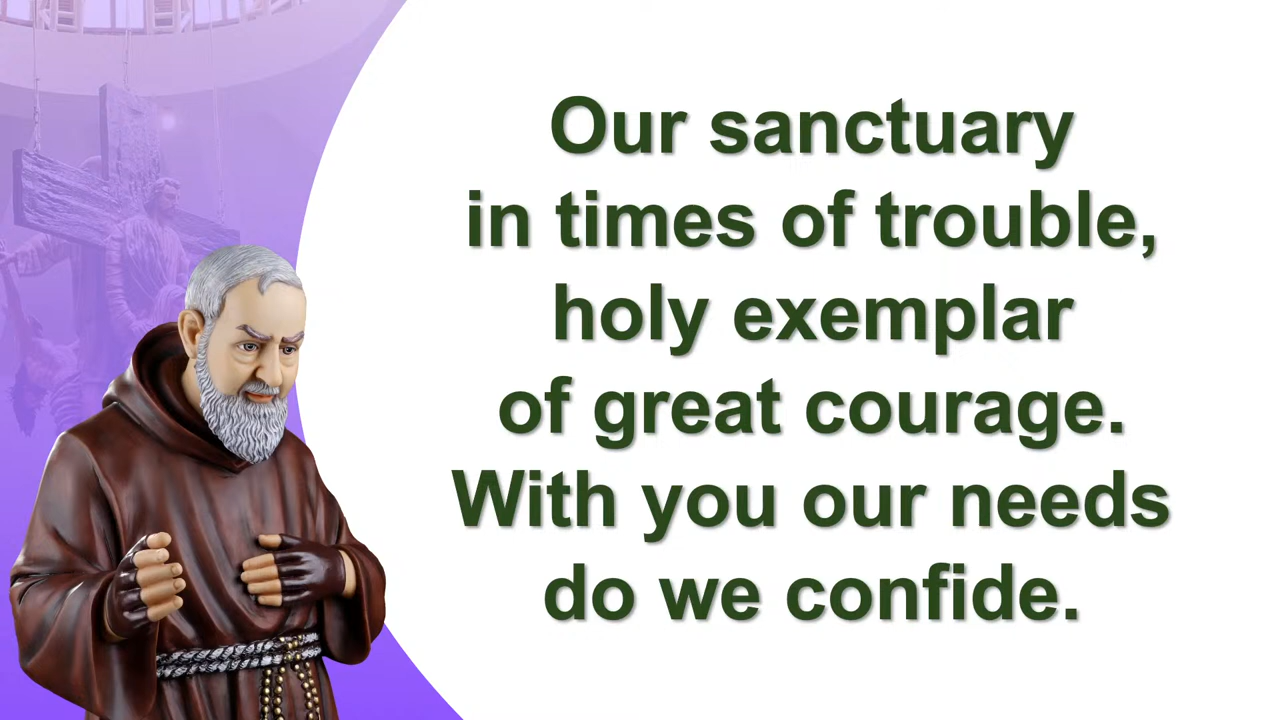 Our sanctuary
in times of trouble,
holy exemplar
of great courage.
With you our needs
do we confide.